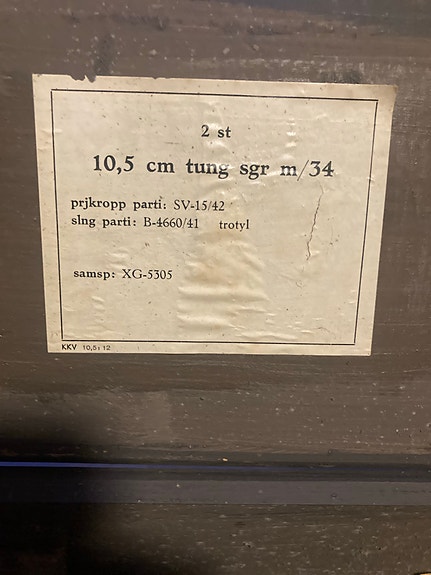 2 st
10,5 cm tung sgr m/34
prjkropp parti: SV-15/42
slng parti: B-4660/41 trotyl
samsp: XG-5305
KKV 10,5: 12